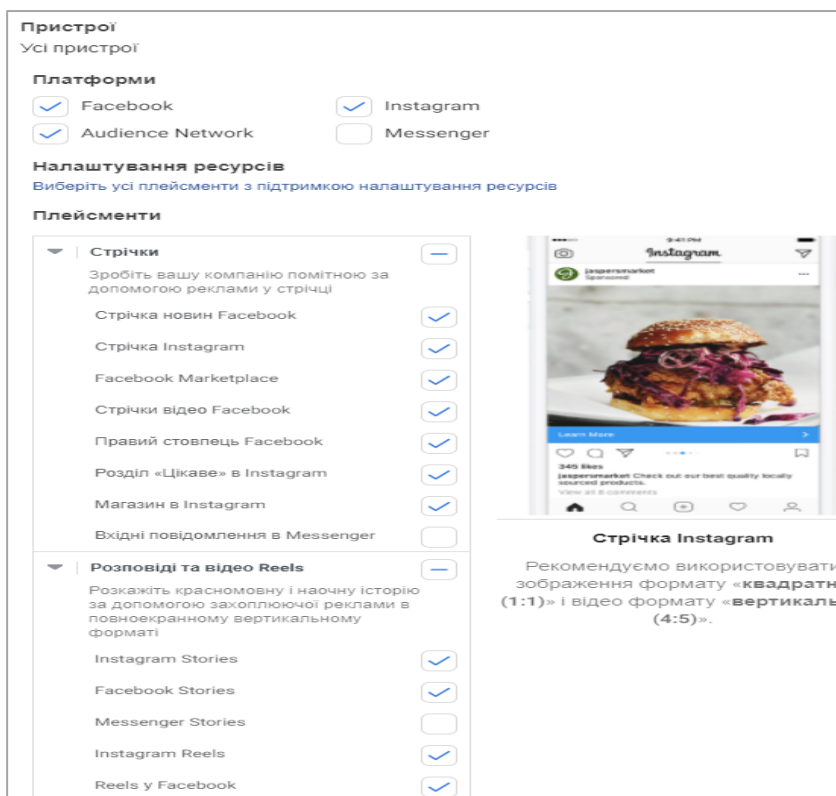 Пристрої
Усі пристрої
Платформи
Facebook
Instagram
Audience Network
Messenger
Налаштування ресурсів
Виберіть усі плейсменти з підтримкою налаштування ресурсів
Плейсменти
Стрічки
Зробіть вашу компанію помітною за
допомогою реклами у стрічці
Стрічка новин Facebook
Стрічка Instagram
Facebook Marketplace
Стрічки відео Facebook
Правий стовпець Facebook
Розділ «Цікаве» в Instagram
Магазин в Instagram
Вхідні повідомлення в Messenger
Розповіді та відео Reels
Розкажіть красномовну і наочну історію
за допомогою захоплюючої реклами в
повноекранному вертикальному
форматі
Instagram Stories
Facebook Stories
Messenger Stories
Instagram Reels
Reels у Facebook
9:41 PM
Instagram
jaspersmarket
Sponsored
Learn More
345 likes
jaspersmarket Check out our best quality locally
sourced products.
View all 8 comments
Стрічка Instagram
Рекомендуємо використовувати
зображення формату «квадратн
(1:1)» і відео формату «вертикаль
(4:5)».